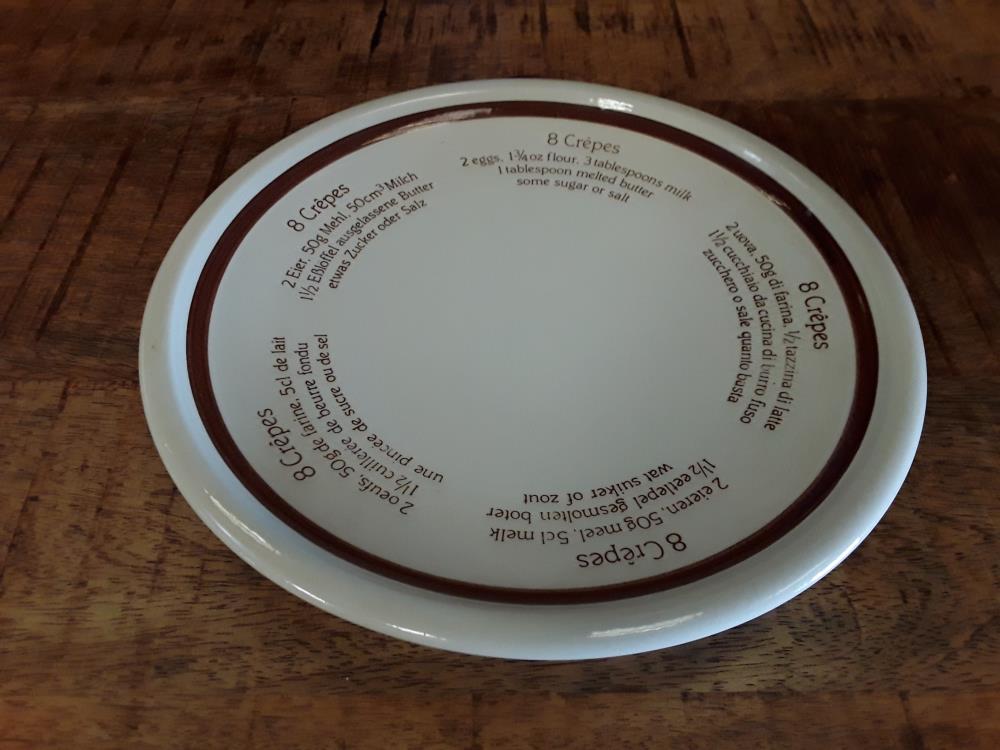 8 Crêpes
2 eggs, 1¾oz flour, 3 tablespoons milk
1 tablespoon melted butter
some sugar or salt
8 Crêpes
2 uova, 50g di farina, ½ tazzina di latte
1½ cucchiaio da cucina di burro fuso
zucchero o sale quanto basta
8 Crêpes
2 eieren, 50g meel, 5cl melk
1½ eetlepel gesmolten boter
wat suiker of zout
8 Crêpes
2 oeufs, 50g de farine, 5cl de lait
1½ cuillerée de beurre fondu
une pincée de sucre ou de sel
8 Crêpes
2 Eier, 50g Mehl, 50cm³ Milch
1½ Eßloffel ausgelassene Butter
etwas Zucker oder Salz